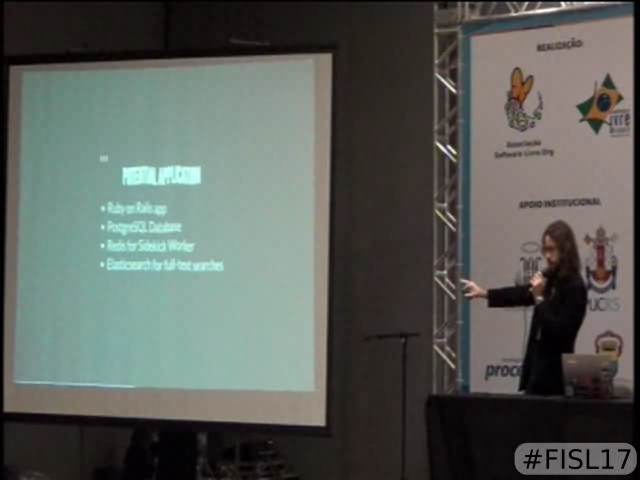 POTENTIAL APPLICATION
• Ruby on Rails app
• PostgreSQL Database
• Redis for Sidekick Worker
• Elasticsearch for full-text searches
REALIZAÇÃO:
Associação
Software Livre.Org
APOIO INSTITUCIONAL
PUCRS
#FISL17